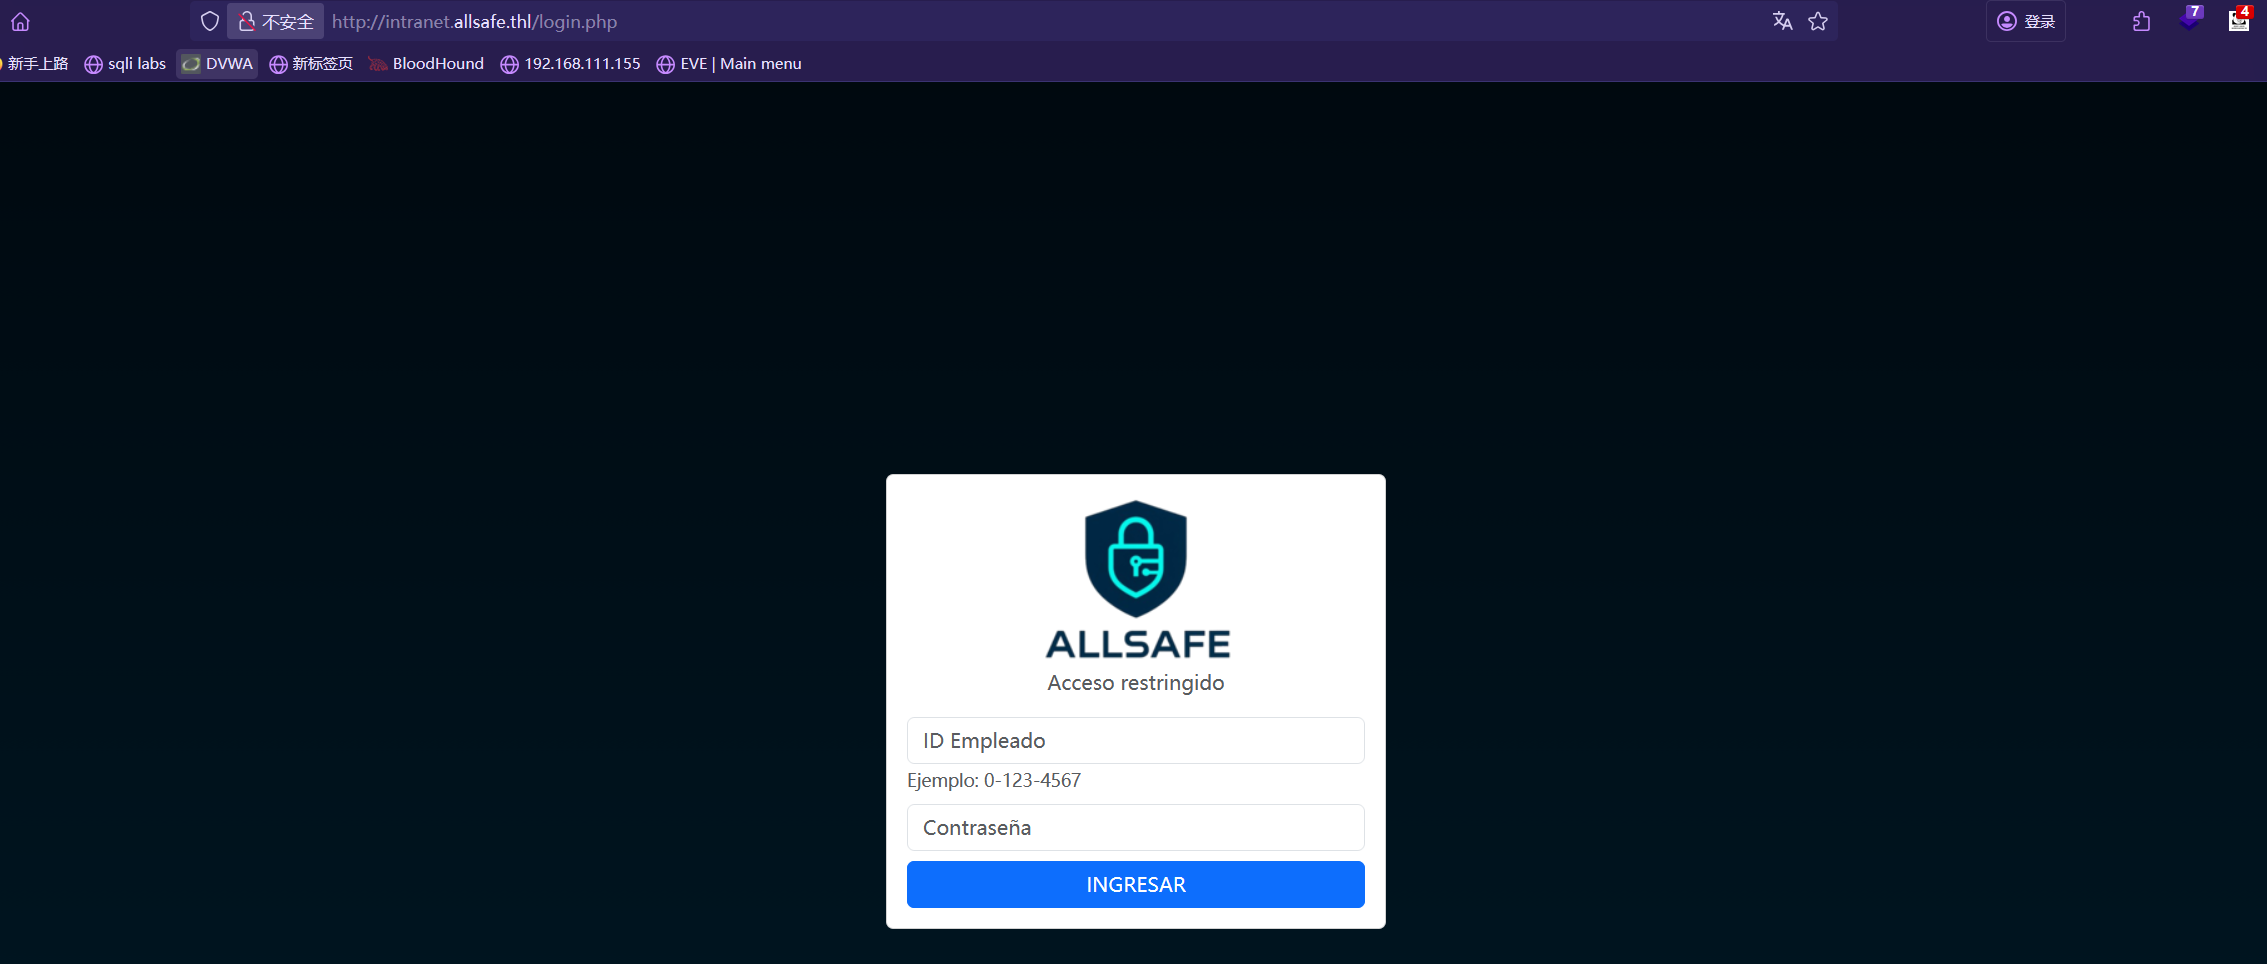 不安全 http://intranet.allsafe.thl/login.php 登录 7 4
新手上路 sqli labs DVWA 新标签页 BloodHound 192.168.111.155 EVE | Main menu
ALLSAFE
Acceso restringido
ID Empleado
Ejemplo: 0-123-4567
Contraseña
INGRESAR